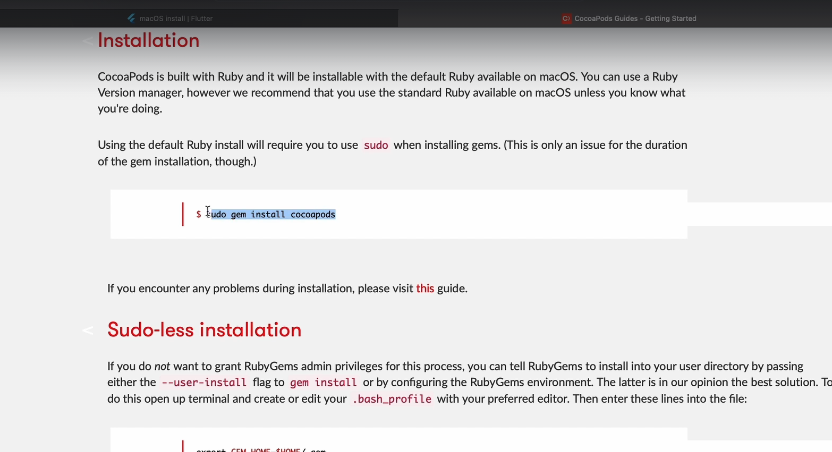 macOS install | Flutter
CocoaPods Guides - Getting Started
< Installation
CocoaPods is built with Ruby and it will be installable with the default Ruby available on macOS. You can use a Ruby
Version manager, however we recommend that you use the standard Ruby available on macOS unless you know what
you're doing.
Using the default Ruby install will require you to use sudo when installing gems. (This is only an issue for the duration
of the gem installation, though.)
$ sudo gem install cocoapods
If you encounter any problems during installation, please visit this guide.
< Sudo-less installation
If you do not want to grant RubyGems admin privileges for this process, you can tell RubyGems to install into your user directory by passing
either the --user-install flag to gem install or by configuring the RubyGems environment. The latter is in our opinion the best solution. To
do this open up terminal and create or edit your .bash_profile with your preferred editor. Then enter these lines into the file:
export GEM_HOME=$HOME/.gem